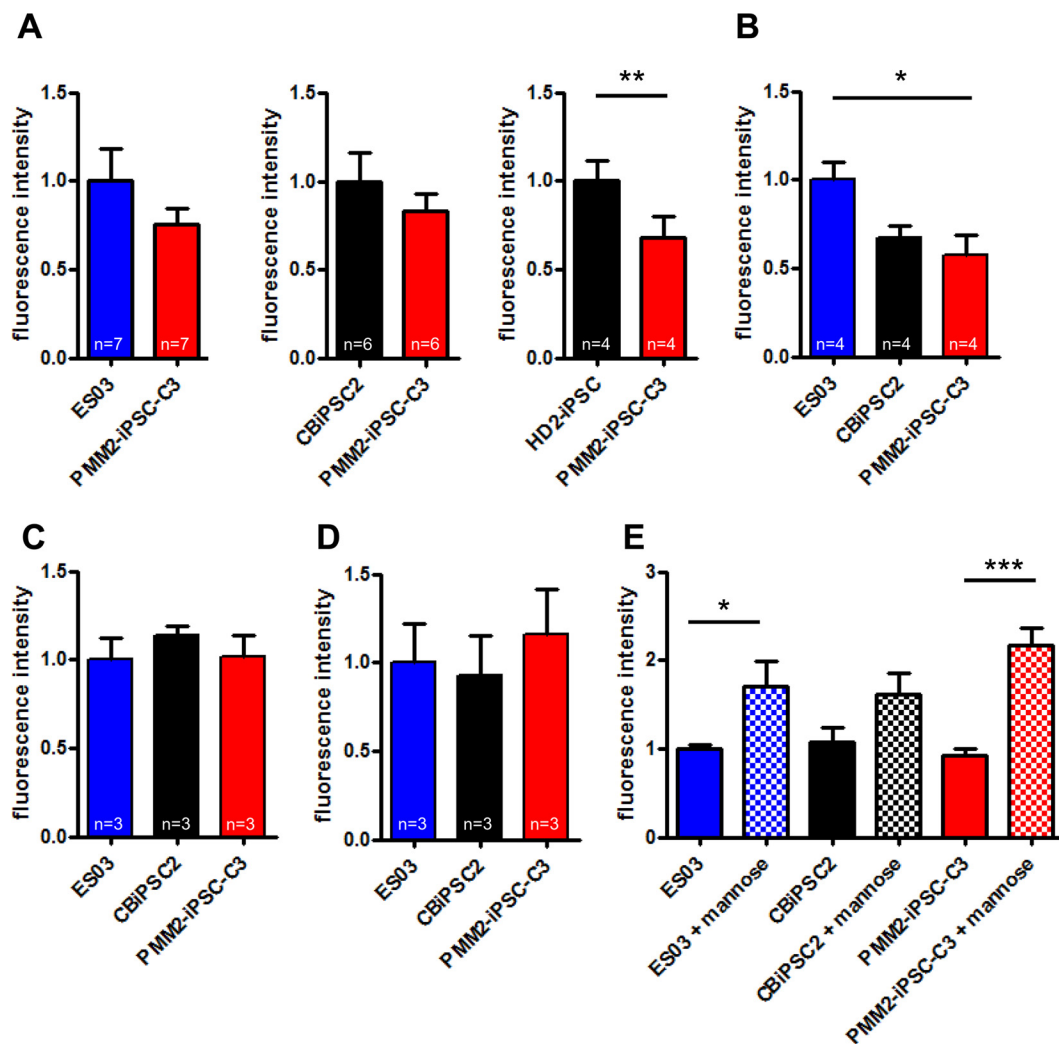 A
B
fluorescence intensity
1.5
1.0
0.5
0.0
n=7
n=7
ES03
PMM2-iPSC-C3
fluorescence intensity
1.5
1.0
0.5
0.0
n=6
n=6
CBiPSC2
PMM2-iPSC-C3
fluorescence intensity
1.5
1.0
0.5
0.0
**
n=4
n=4
HD2-iPSC
PMM2-iPSC-C3
fluorescence intensity
1.5
1.0
0.5
0.0
*
n=4
n=4
n=4
ES03
CBiPSC2
PMM2-iPSC-C3
C
fluorescence intensity
1.5
1.0
0.5
0.0
n=3
n=3
n=3
ES03
CBiPSC2
PMM2-iPSC-C3
D
fluorescence intensity
1.5
1.0
0.5
0.0
n=3
n=3
n=3
ES03
CBiPSC2
PMM2-iPSC-C3
E
fluorescence intensity
3
2
1
0
*
***
ES03
ES03 + mannose
CBiPSC2
CBiPSC2 + mannose
PMM2-iPSC-C3
PMM2-iPSC-C3 + mannose